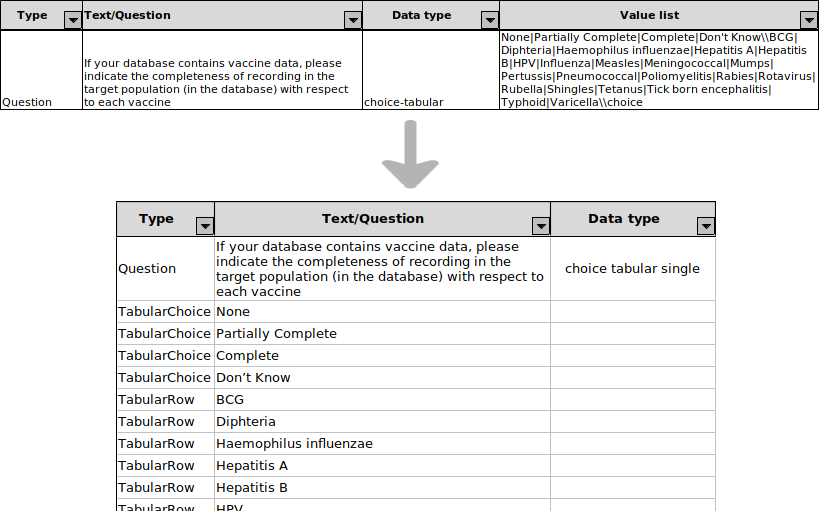 Type Text/Question Data type Value list
None|Partially Complete|Complete|Don't Know\\BCG|
Diphteria|Haemophilus influenzae|Hepatitis A|Hepatitis
B|HPV|Influenza|Measles|Meningococcal|Mumps|
Pertussis|Pneumococcal|Poliomyelitis|Rabies|Rotavirus|
Rubella|Shingles|Tetanus|Tick born encephalitis|
Typhoid|Varicella\\choice
If your database contains vaccine data, please
indicate the completeness of recording in the
target population (in the database) with respect
to each vaccine
Question
choice-tabular
Type Text/Question Data type
Question
If your database contains vaccine data, please
indicate the completeness of recording in the
target population (in the database) with respect to
each vaccine
choice tabular single
TabularChoice None
TabularChoice Partially Complete
TabularChoice Complete
TabularChoice Don’t Know
TabularRow BCG
TabularRow Diphteria
TabularRow Haemophilus influenzae
TabularRow Hepatitis A
TabularRow Hepatitis B
TabularRow HPV